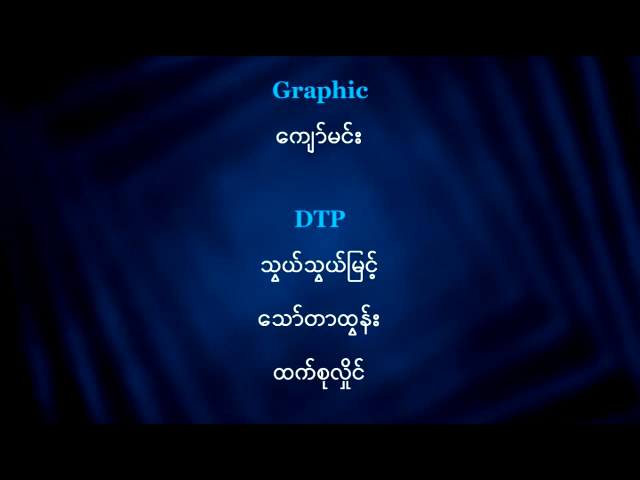 Graphic
ကျော်မင်း
DTP
သွယ်သွယ်မြင့်
သော်တာထွန်း
ထက်စုလှိုင်